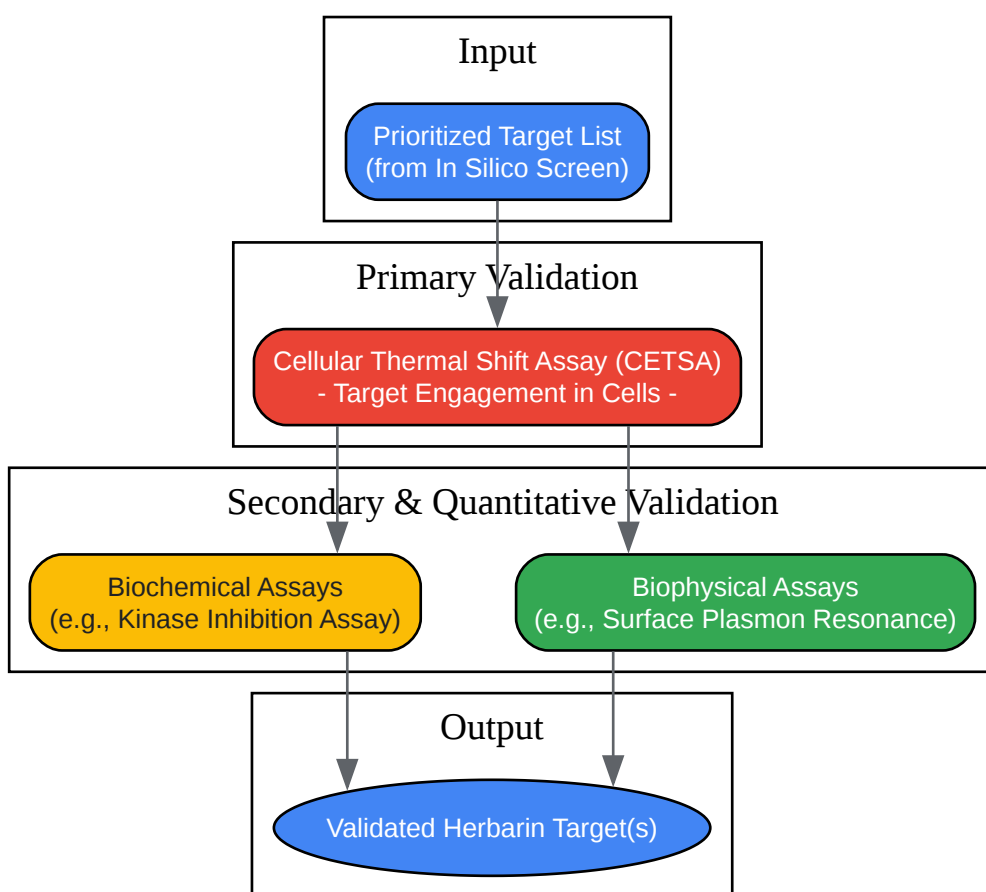 Input
Prioritized Target List
(from In Silico Screen)
Primary Validation
Cellular Thermal Shift Assay (CETSA)
- Target Engagement in Cells -
Secondary & Quantitative Validation
Biochemical Assays
(e.g., Kinase Inhibition Assay)
Biophysical Assays
(e.g., Surface Plasmon Resonance)
Output
Validated Herbarin Target(s)